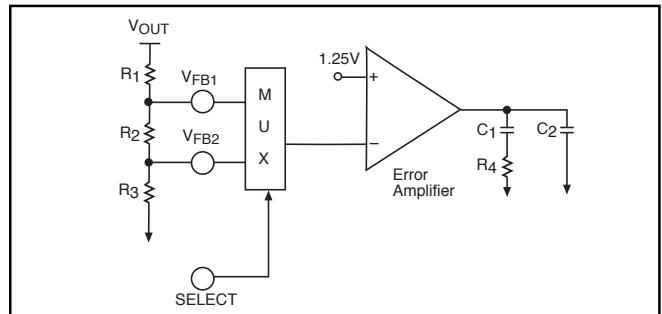 VOUT
R1
VFB1
R2
VFB2
R3
M
U
X
SELECT
1.25V
+
−
Error
Amplifier
C1
R4
C2